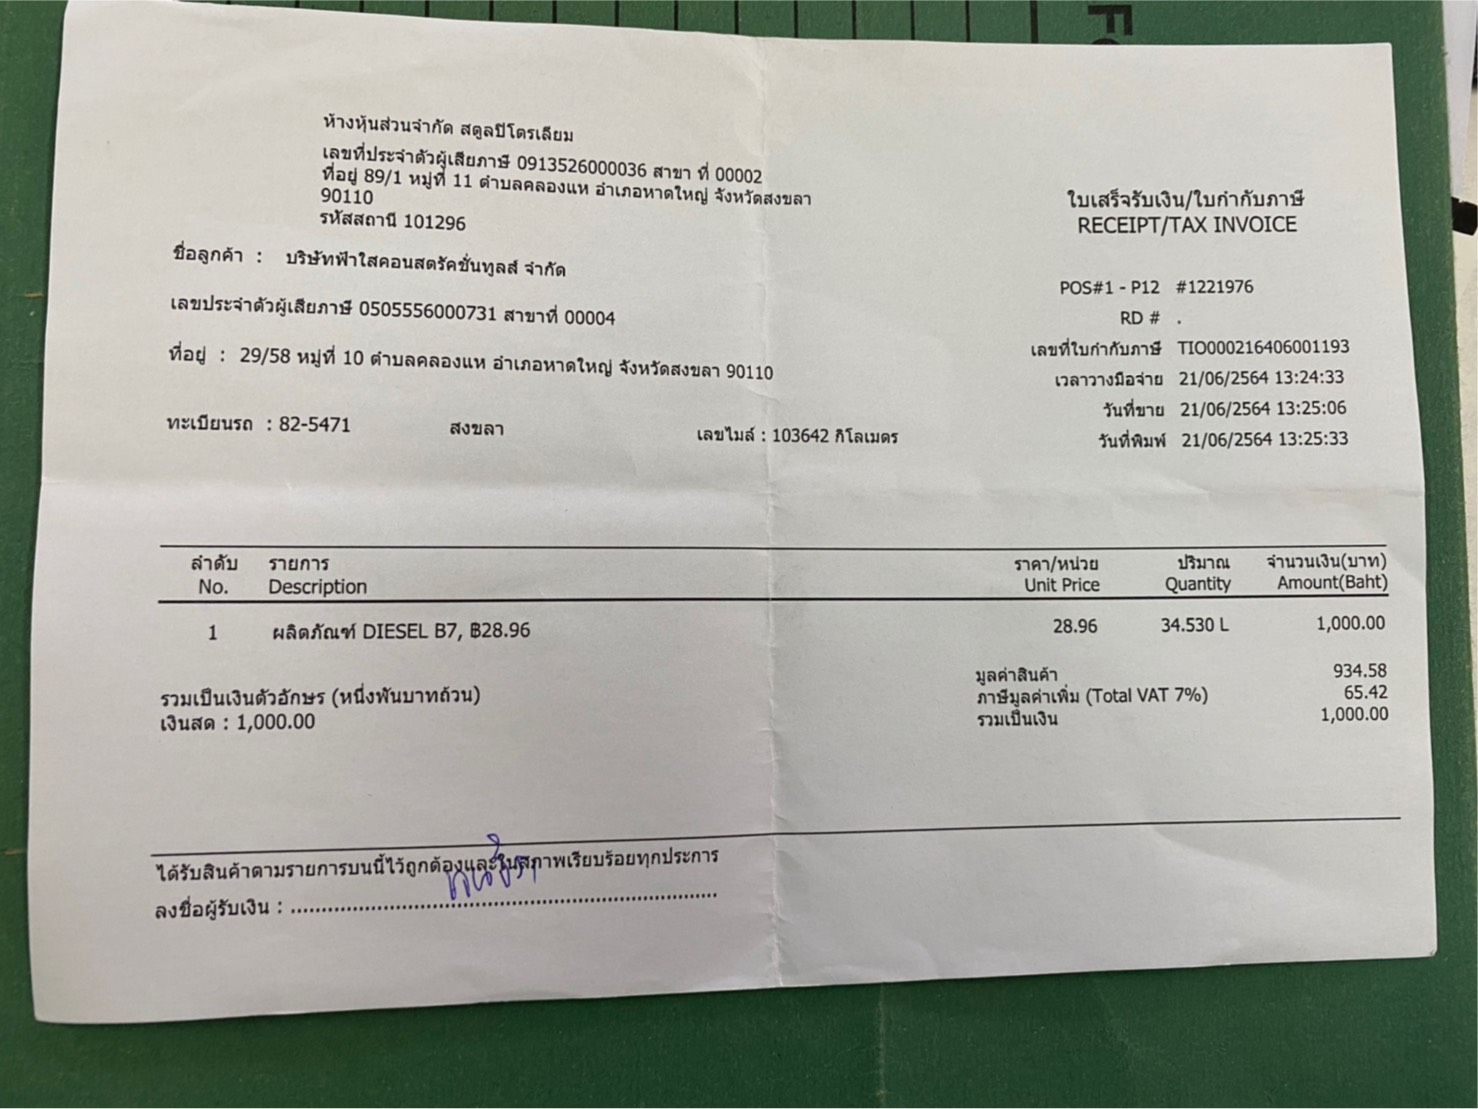 ห้างหุ้นส่วนจำกัด สตูลปิโตรเลียม
เลขที่ประจำตัวผู้เสียภาษี 0913526000036 สาขา ที่ 00002
ที่อยู่ 89/1 หมู่ที่ 11 ตำบลคลองแห อำเภอหาดใหญ่ จังหวัดสงขลา
90110
รหัสสถานี 101296
ใบเสร็จรับเงิน/ใบกำกับภาษี
RECEIPT/TAX INVOICE
ชื่อลูกค้า : บริษัทฟ้าใสคอนสตรัคชั่นทูลส์ จำกัด
เลขประจำตัวผู้เสียภาษี 0505556000731 สาขาที่ 00004
ที่อยู่ : 29/58 หมู่ที่ 10 ตำบลคลองแห อำเภอหาดใหญ่ จังหวัดสงขลา 90110
ทะเบียนรถ : 82-5471 สงขลา เลขไมล์ : 103642 กิโลเมตร
POS#1 - P12 #1221976
RD # .
เลขที่ใบกำกับภาษี TIO000216406001193
เวลาวางมือจ่าย 21/06/2564 13:24:33
วันที่ขาย 21/06/2564 13:25:06
วันที่พิมพ์ 21/06/2564 13:25:33
ลำดับ รายการ ราคา/หน่วย ปริมาณ จำนวนเงิน(บาท)
No. Description Unit Price Quantity Amount(Baht)
1 ผลิตภัณฑ์ DIESEL B7, ฿28.96 28.96 34.530 L 1,000.00
มูลค่าสินค้า 934.58
ภาษีมูลค่าเพิ่ม (Total VAT 7%) 65.42
รวมเป็นเงิน 1,000.00
รวมเป็นเงินตัวอักษร (หนึ่งพันบาทถ้วน)
เงินสด : 1,000.00
ได้รับสินค้าตามรายการบนนี้ไว้ถูกต้องและในสภาพเรียบร้อยทุกประการ
ลงชื่อผู้รับเงิน : ........................................................................